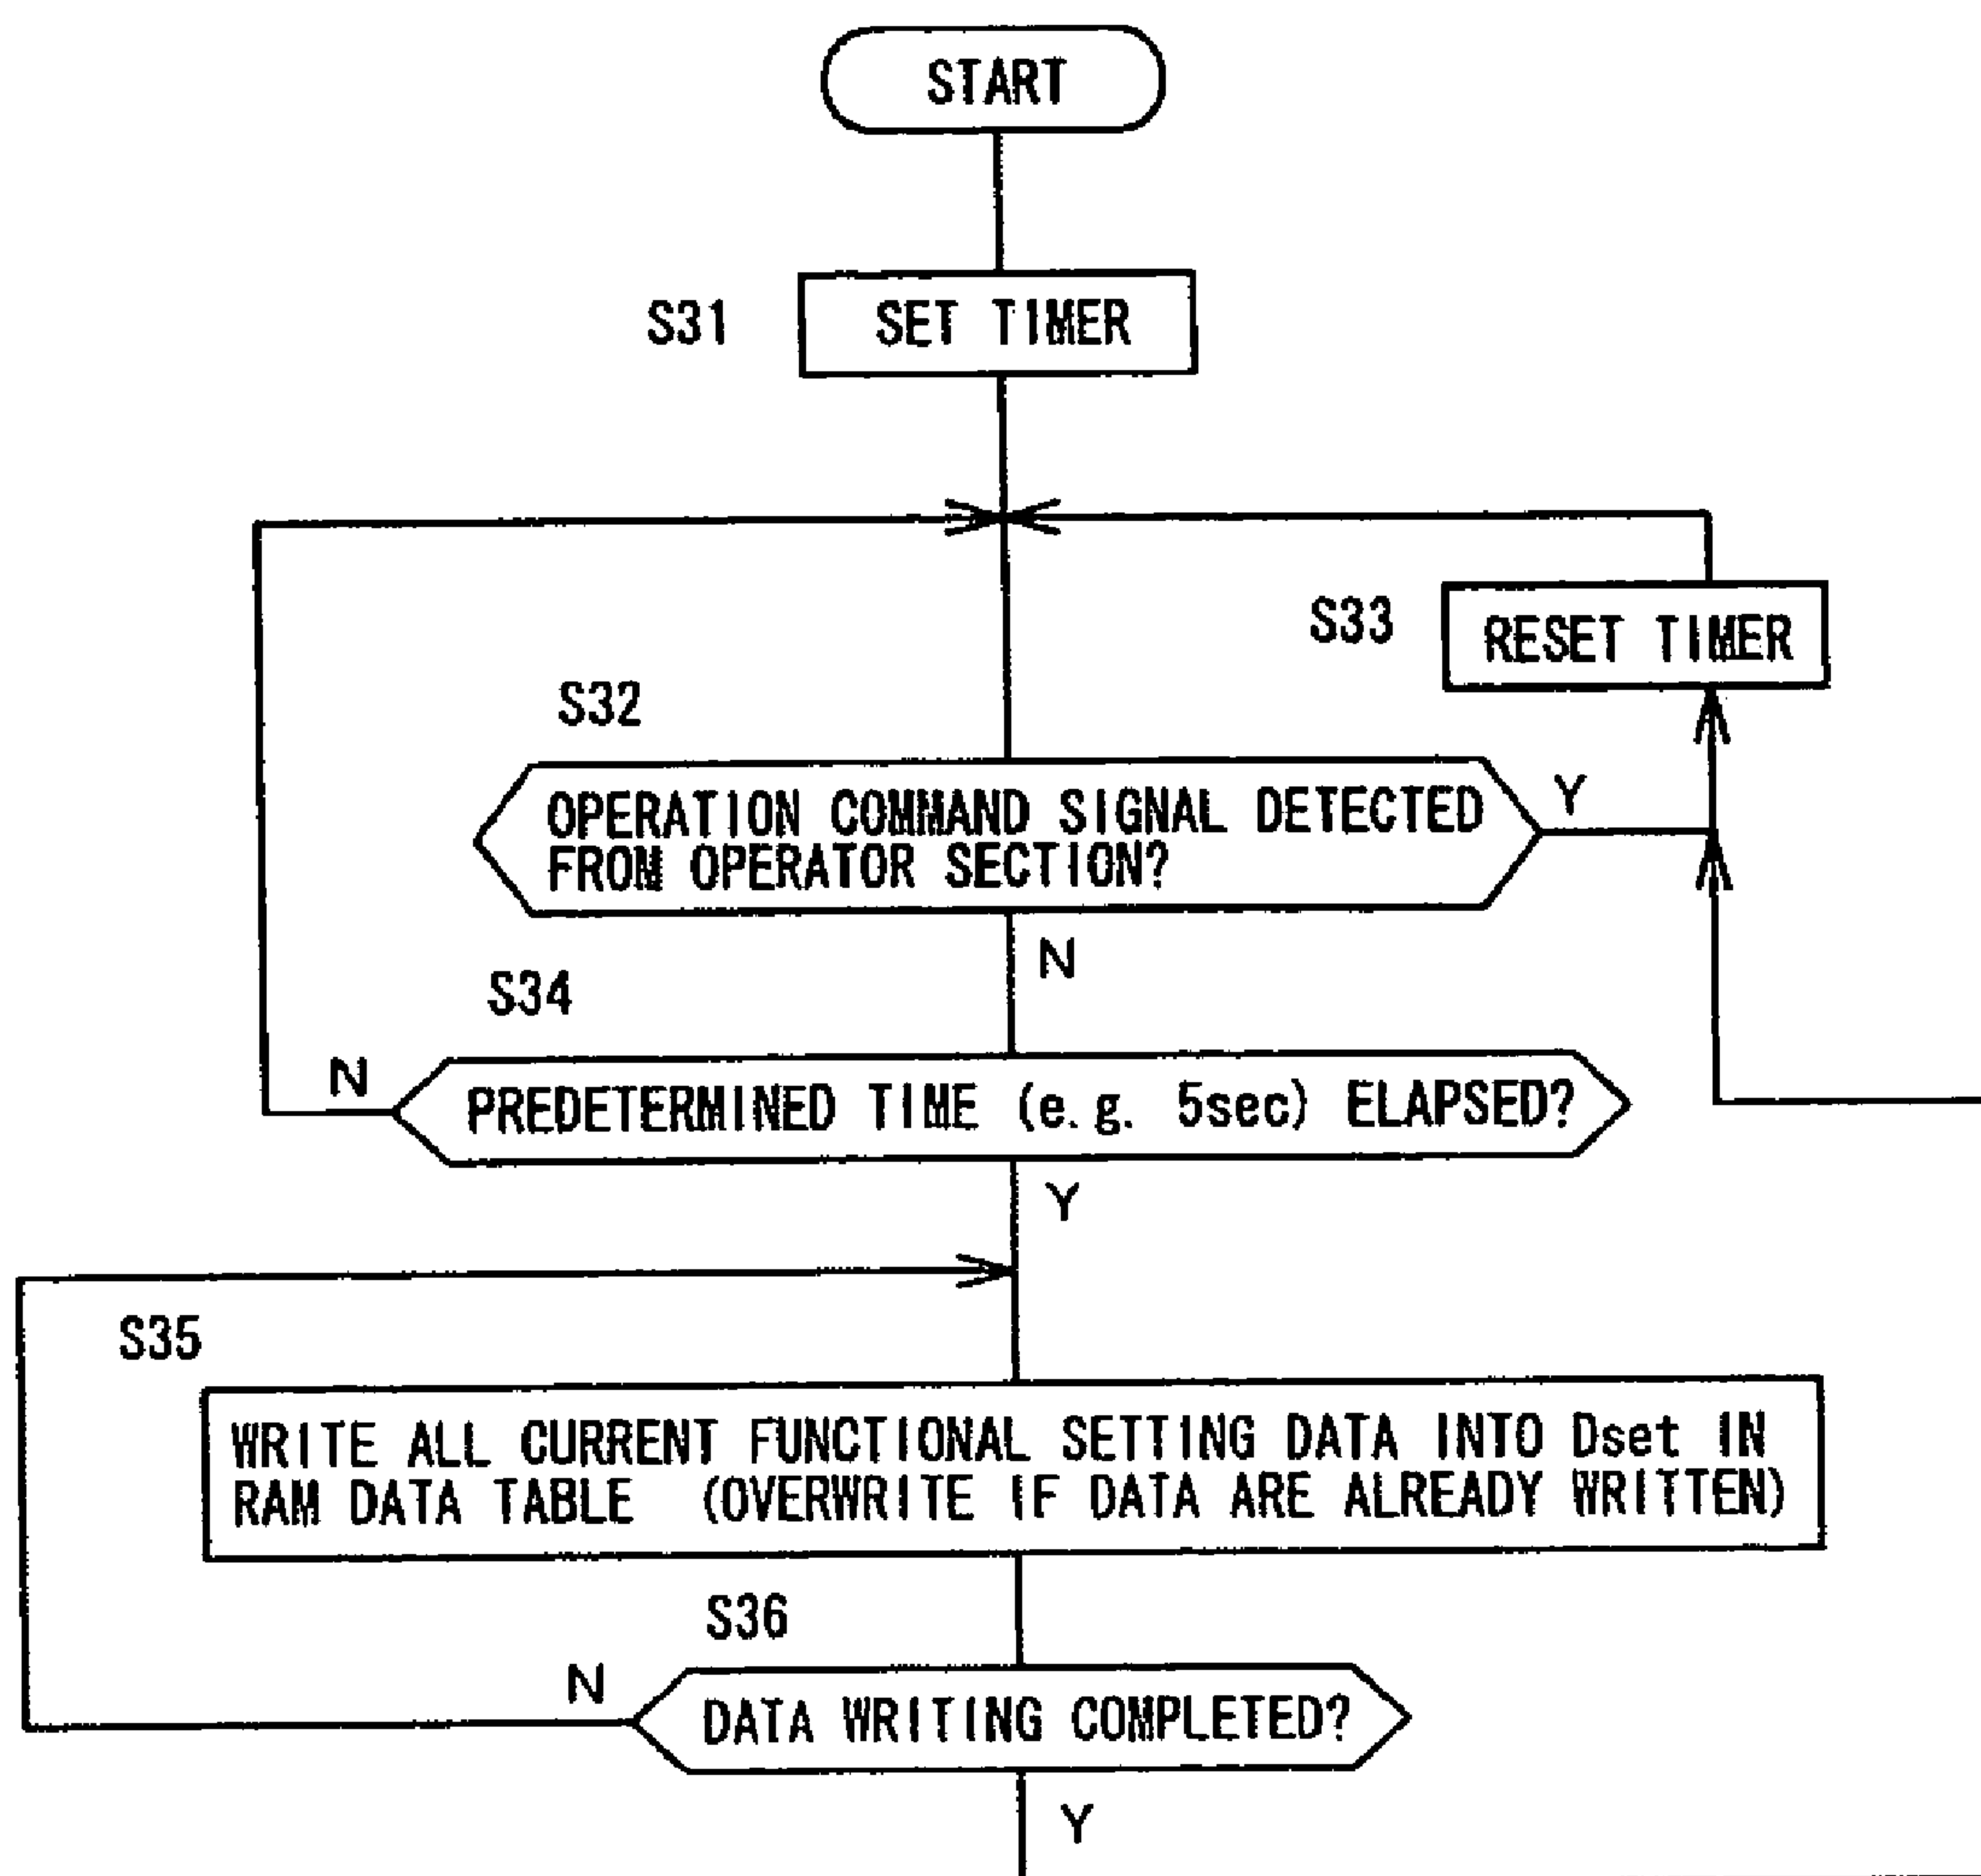 START
S31
SET TIMER
S33
RESET TIMER
S32
OPERATION COMMAND SIGNAL DETECTED
FROM OPERATOR SECTION?
Y
N
S34
N
PREDETERMINED TIME (e.g. 5sec) ELAPSED?
Y
S35
WRITE ALL CURRENT FUNCTIONAL SETTING DATA INTO Dset IN
RAM DATA TABLE (OVERWRITE IF DATA ARE ALREADY WRITTEN)
S36
N
DATA WRITING COMPLETED?
Y